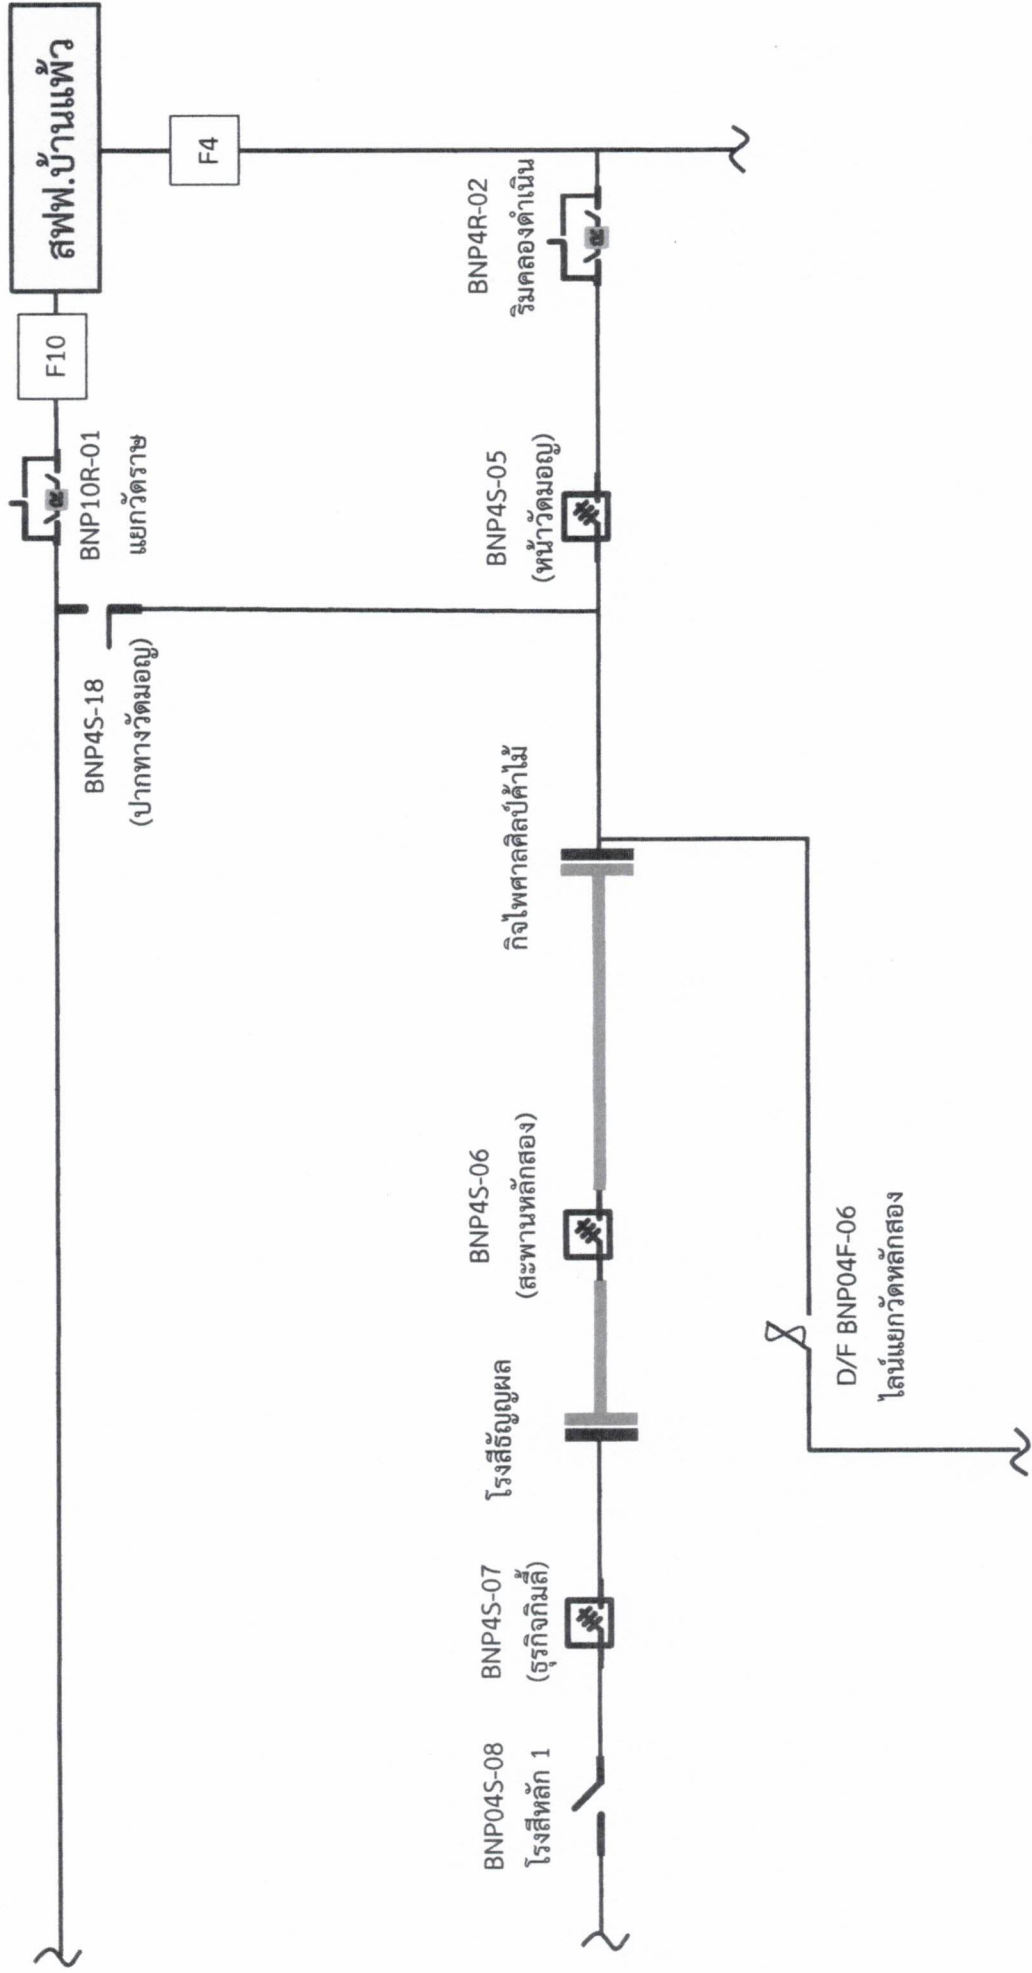 สฟฟ.บ้านแพ้ว
F10
F4
BNP10R-01
แยกวัดราษ
BNP4R-02
ริมคลองดำเนิน
BNP4S-05
(หน้าวัดมอญ)
BNP4S-18
(ปากทางวัดมอญ)
กิจไพศาลศิลป์ค้าไม้
BNP4S-06
(สะพานหลักสอง)
D/F BNP04F-06
ไลน์แยกวัดหลักสอง
โรงสีธัญญผล
BNP4S-07
(ธุรกิจกิมลี้)
BNP04S-08
โรงสีหลัก 1